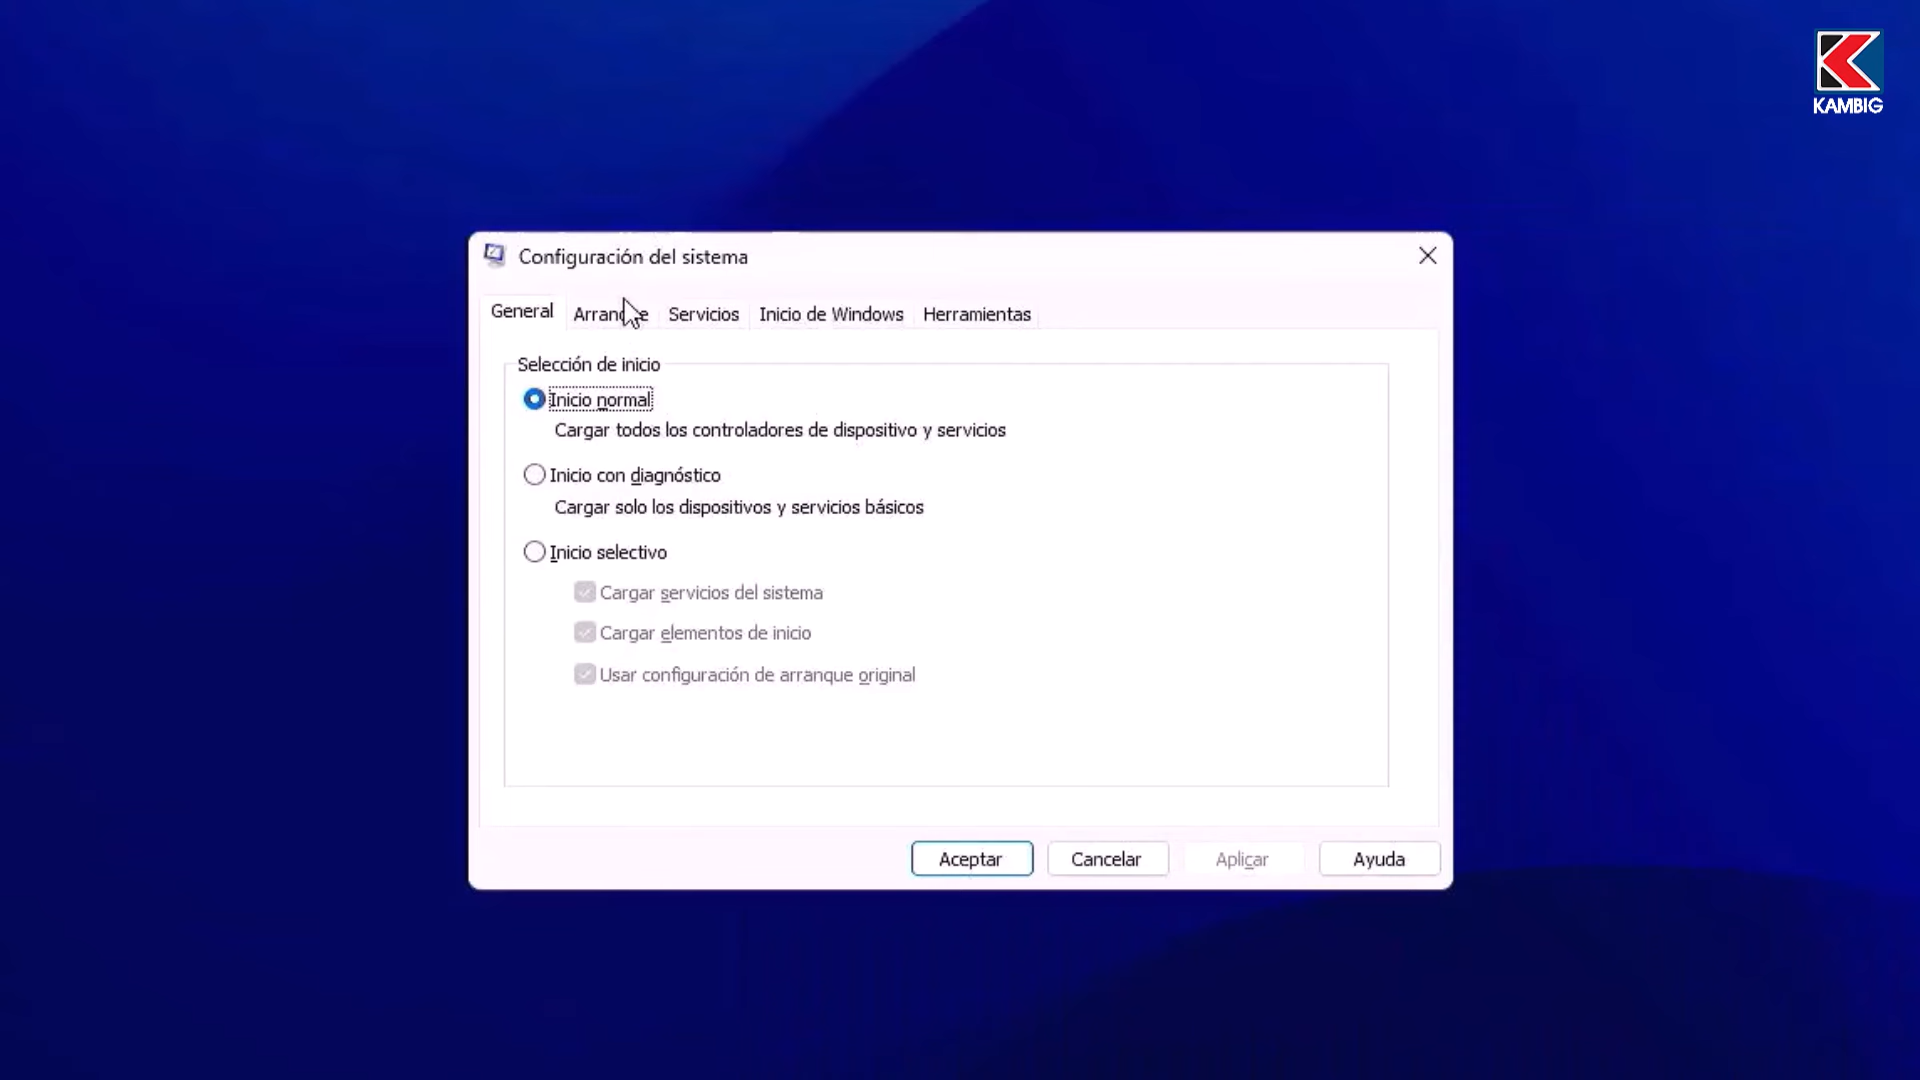 KAMBIG
Configuración del sistema
General Arranque Servicios Inicio de Windows Herramientas
Selección de inicio
Inicio normal
Cargar todos los controladores de dispositivo y servicios
Inicio con diagnóstico
Cargar solo los dispositivos y servicios básicos
Inicio selectivo
Cargar servicios del sistema
Cargar elementos de inicio
Usar configuración de arranque original
Aceptar Cancelar Aplicar Ayuda